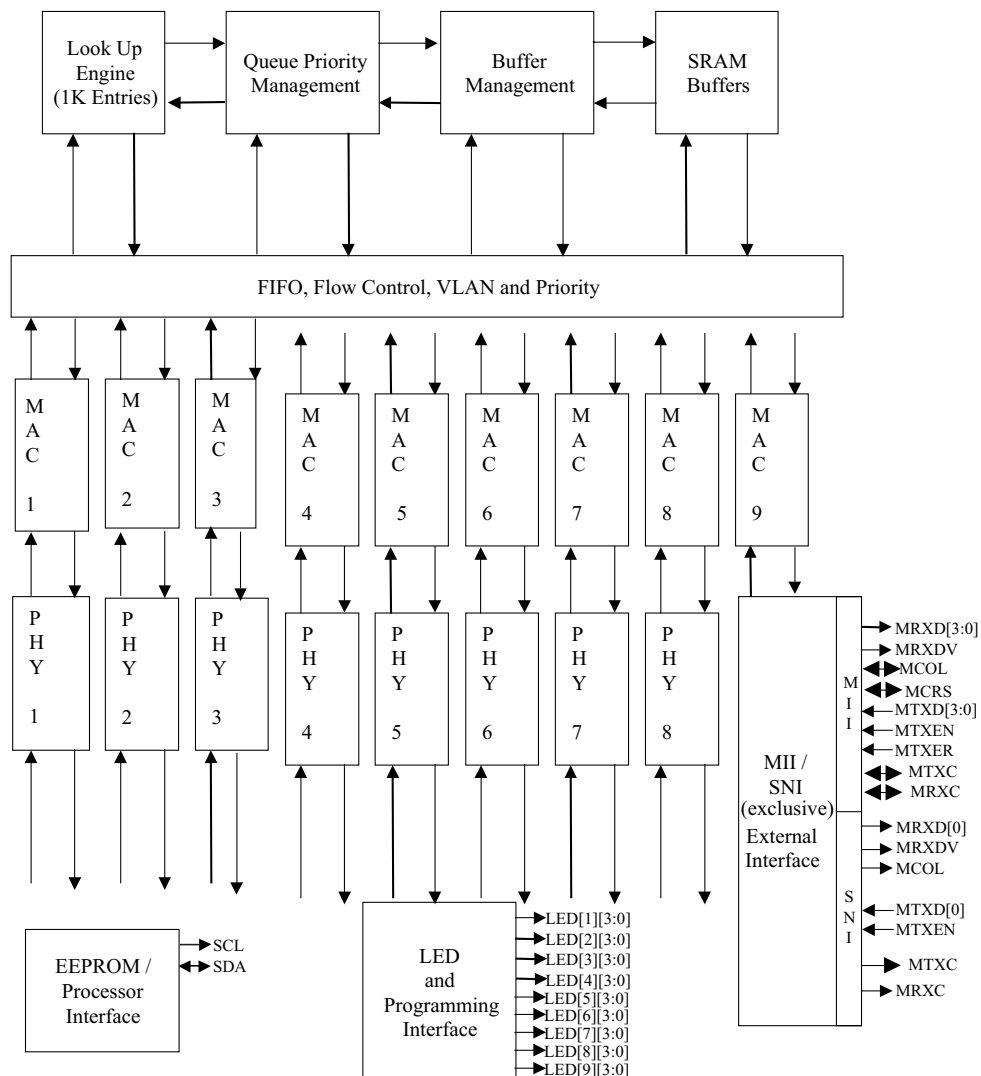 Look Up
Engine
(1K Entries)
Queue Priority
Management
Buffer
Management
SRAM
Buffers
FIFO, Flow Control, VLAN and Priority
M
A
C
1
M
A
C
2
M
A
C
3
M
A
C
4
M
A
C
5
M
A
C
6
M
A
C
7
M
A
C
8
M
A
C
9
P
H
Y
1
P
H
Y
2
P
H
Y
3
P
H
Y
4
P
H
Y
5
P
H
Y
6
P
H
Y
7
P
H
Y
8
MII /
SNI
(exclusive)
External
Interface
M
I
I
S
N
I
MRXD[3:0]
MRXDV
MCOL
MCRS
MTXD[3:0]
MTXEN
MTXER
MTXC
MRXC
MRXD[0]
MRXDV
MCOL
MTXD[0]
MTXEN
MTXC
MRXC
EEPROM /
Processor
Interface
SCL
SDA
LED
and
Programming
Interface
LED[1][3:0]
LED[2][3:0]
LED[3][3:0]
LED[4][3:0]
LED[5][3:0]
LED[6][3:0]
LED[7][3:0]
LED[8][3:0]
LED[9][3:0]